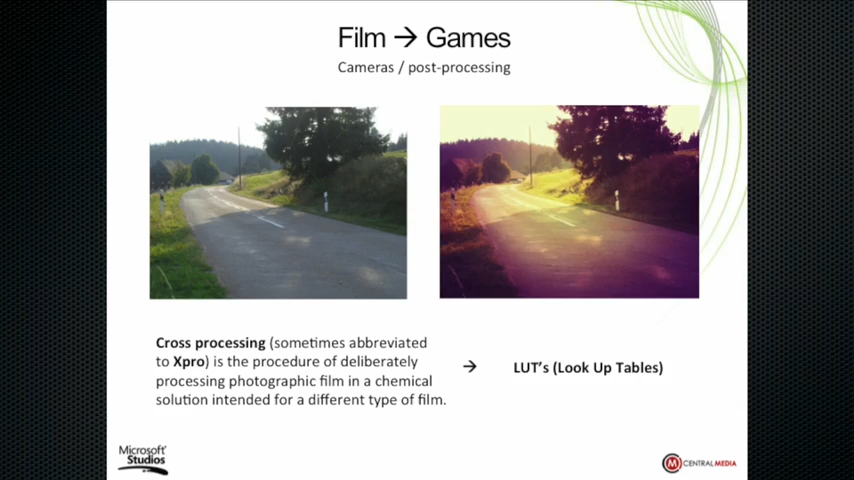 Film → Games
Cameras / post-processing
Cross processing (sometimes abbreviated
to Xpro) is the procedure of deliberately
processing photographic film in a chemical
solution intended for a different type of film.
→ LUT's (Look Up Tables)
Microsoft®
Studios
M CENTRAL MEDIA